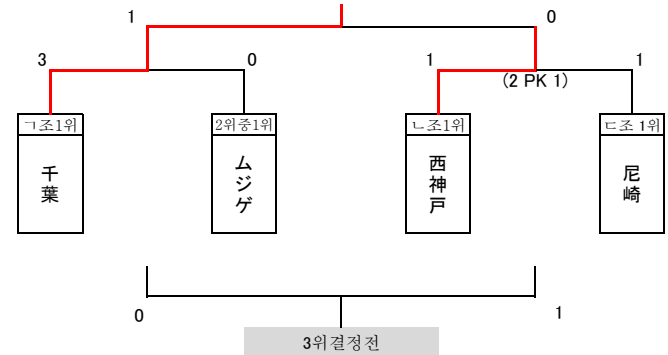 1 0
3 0 1 1
(2 PK 1)
ㄱ조1위 2위중1위 ㄴ조1위 ㄷ조 1위
千葉 ムジゲ 西神戸 尼崎
0 1
3위결정전